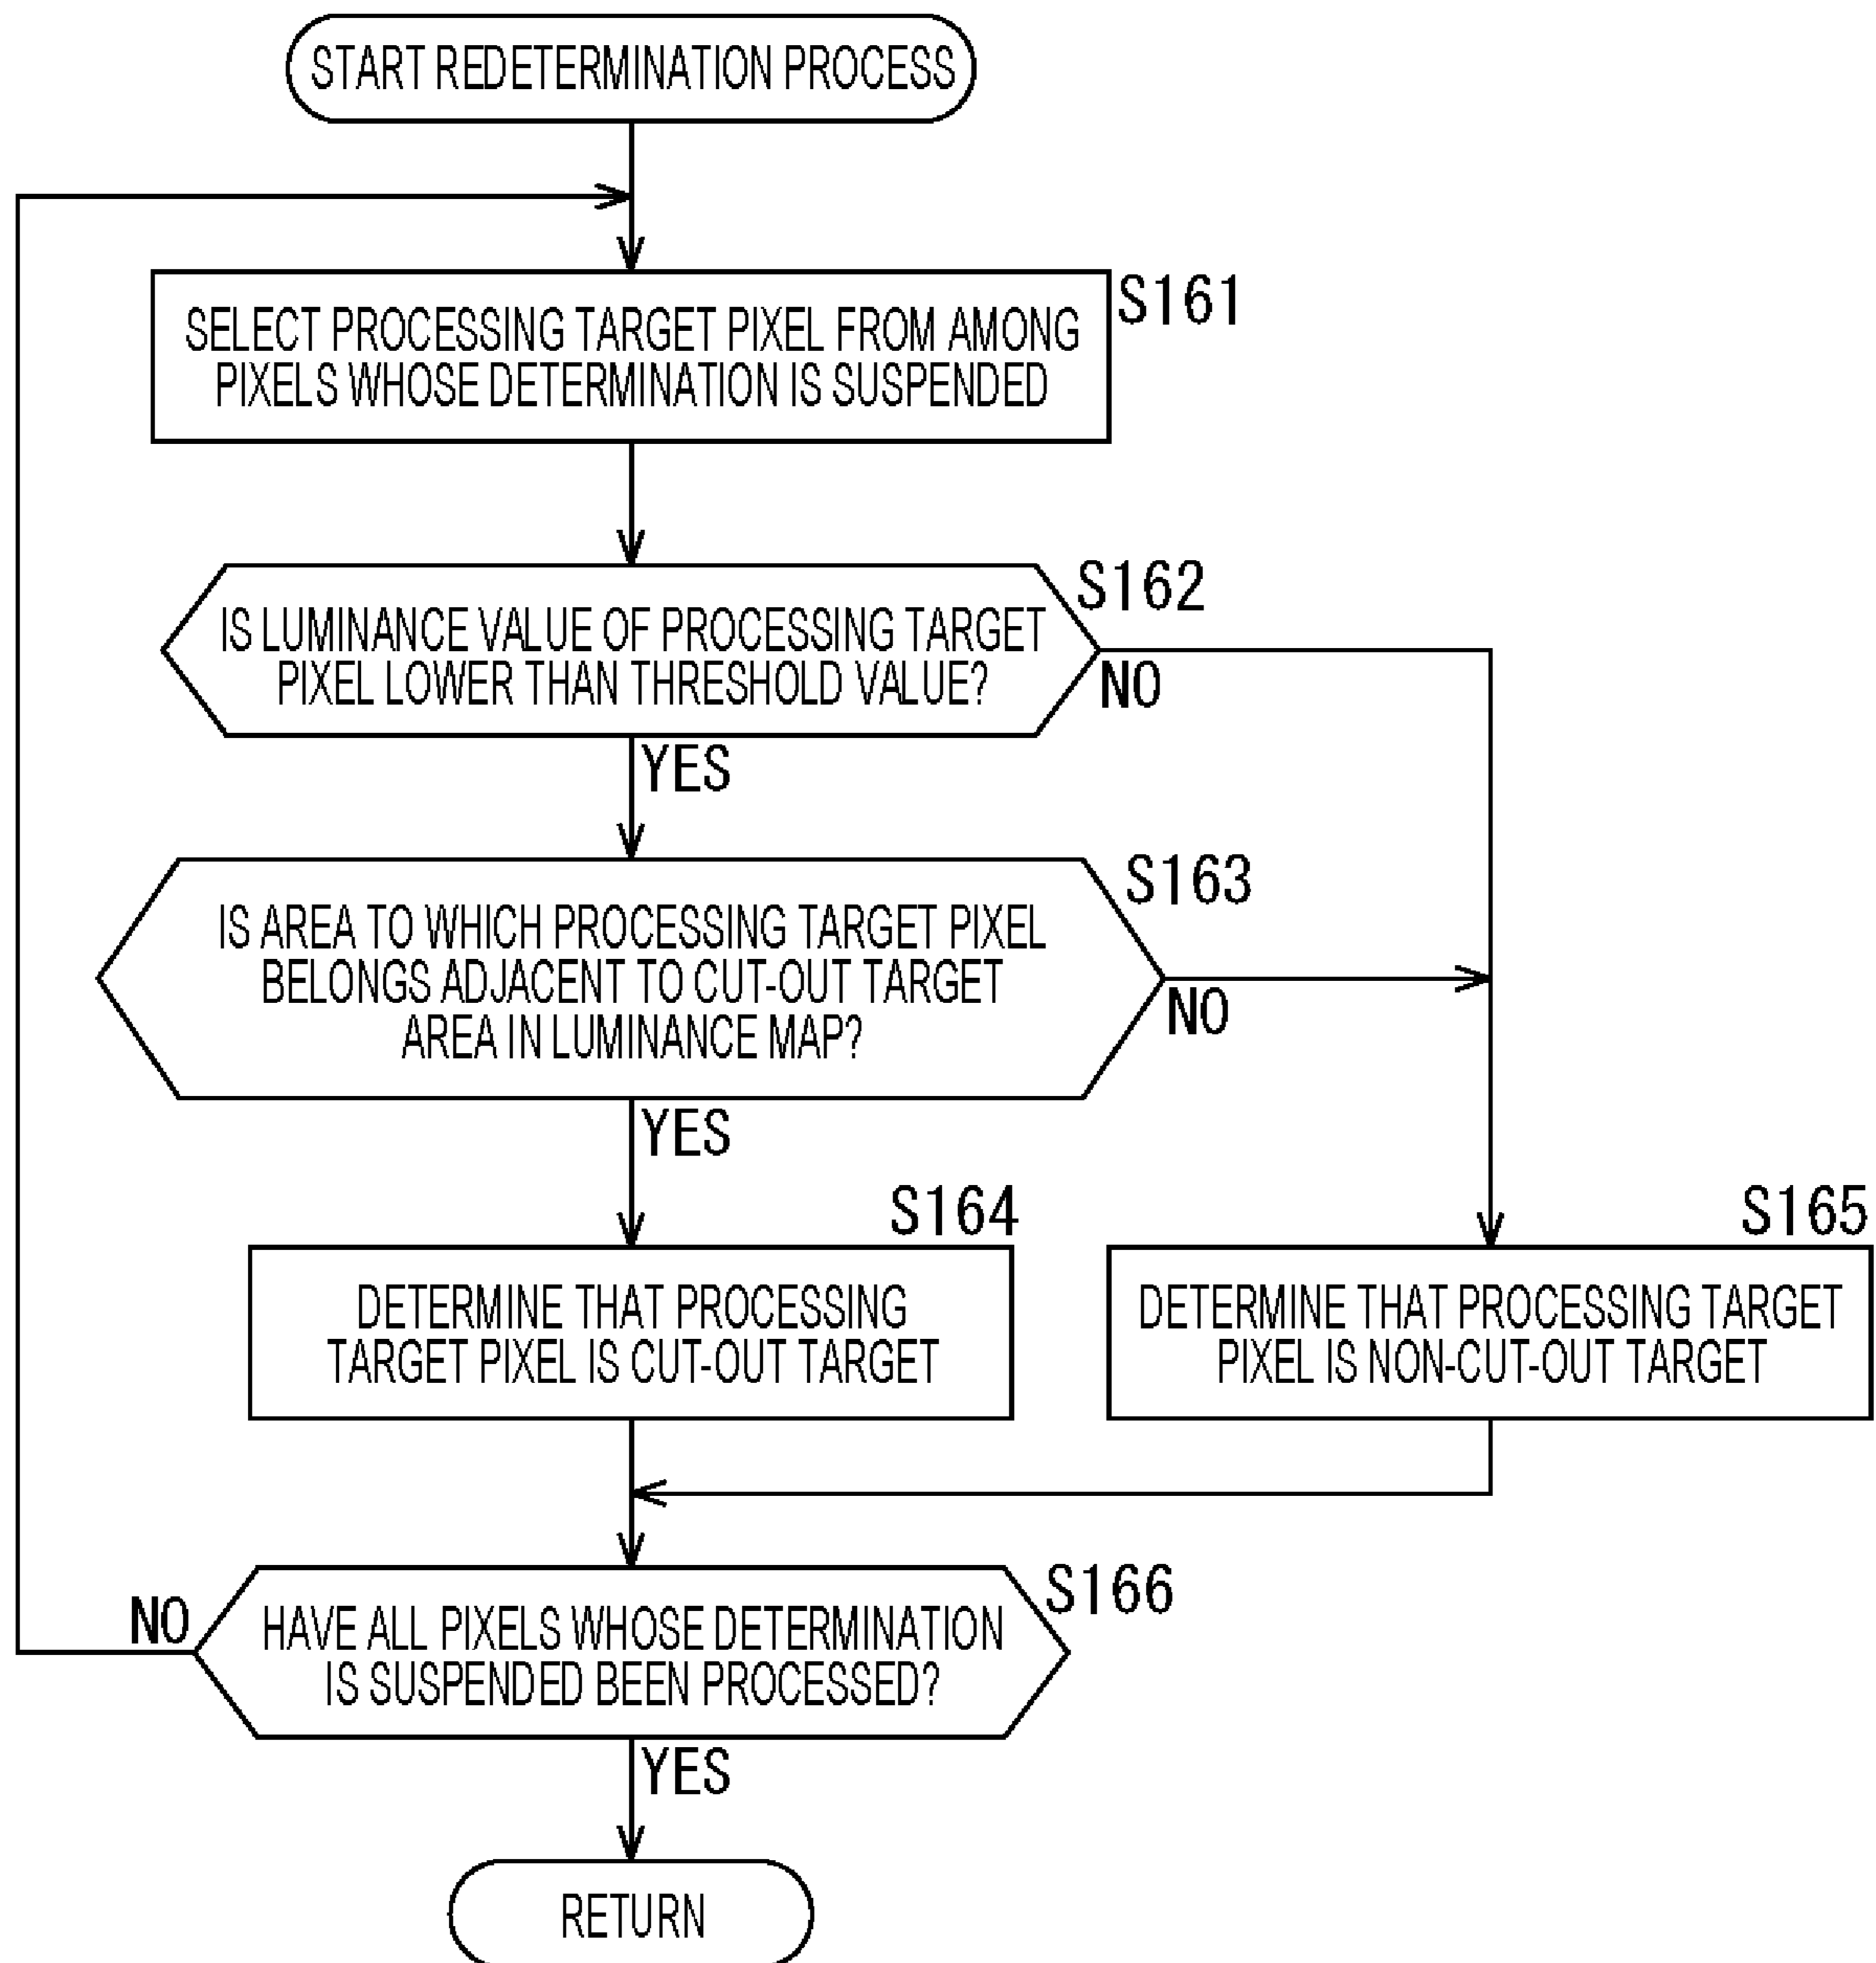 START REDETERMINATION PROCESS
S161
SELECT PROCESSING TARGET PIXEL FROM AMONG
PIXELS WHOSE DETERMINATION IS SUSPENDED
S162
IS LUMINANCE VALUE OF PROCESSING TARGET
PIXEL LOWER THAN THRESHOLD VALUE?
NO
YES
S163
IS AREA TO WHICH PROCESSING TARGET PIXEL
BELONGS ADJACENT TO CUT-OUT TARGET
AREA IN LUMINANCE MAP?
NO
YES
S164
DETERMINE THAT PROCESSING
TARGET PIXEL IS CUT-OUT TARGET
S165
DETERMINE THAT PROCESSING TARGET
PIXEL IS NON-CUT-OUT TARGET
S166
NO
HAVE ALL PIXELS WHOSE DETERMINATION
IS SUSPENDED BEEN PROCESSED?
YES
RETURN